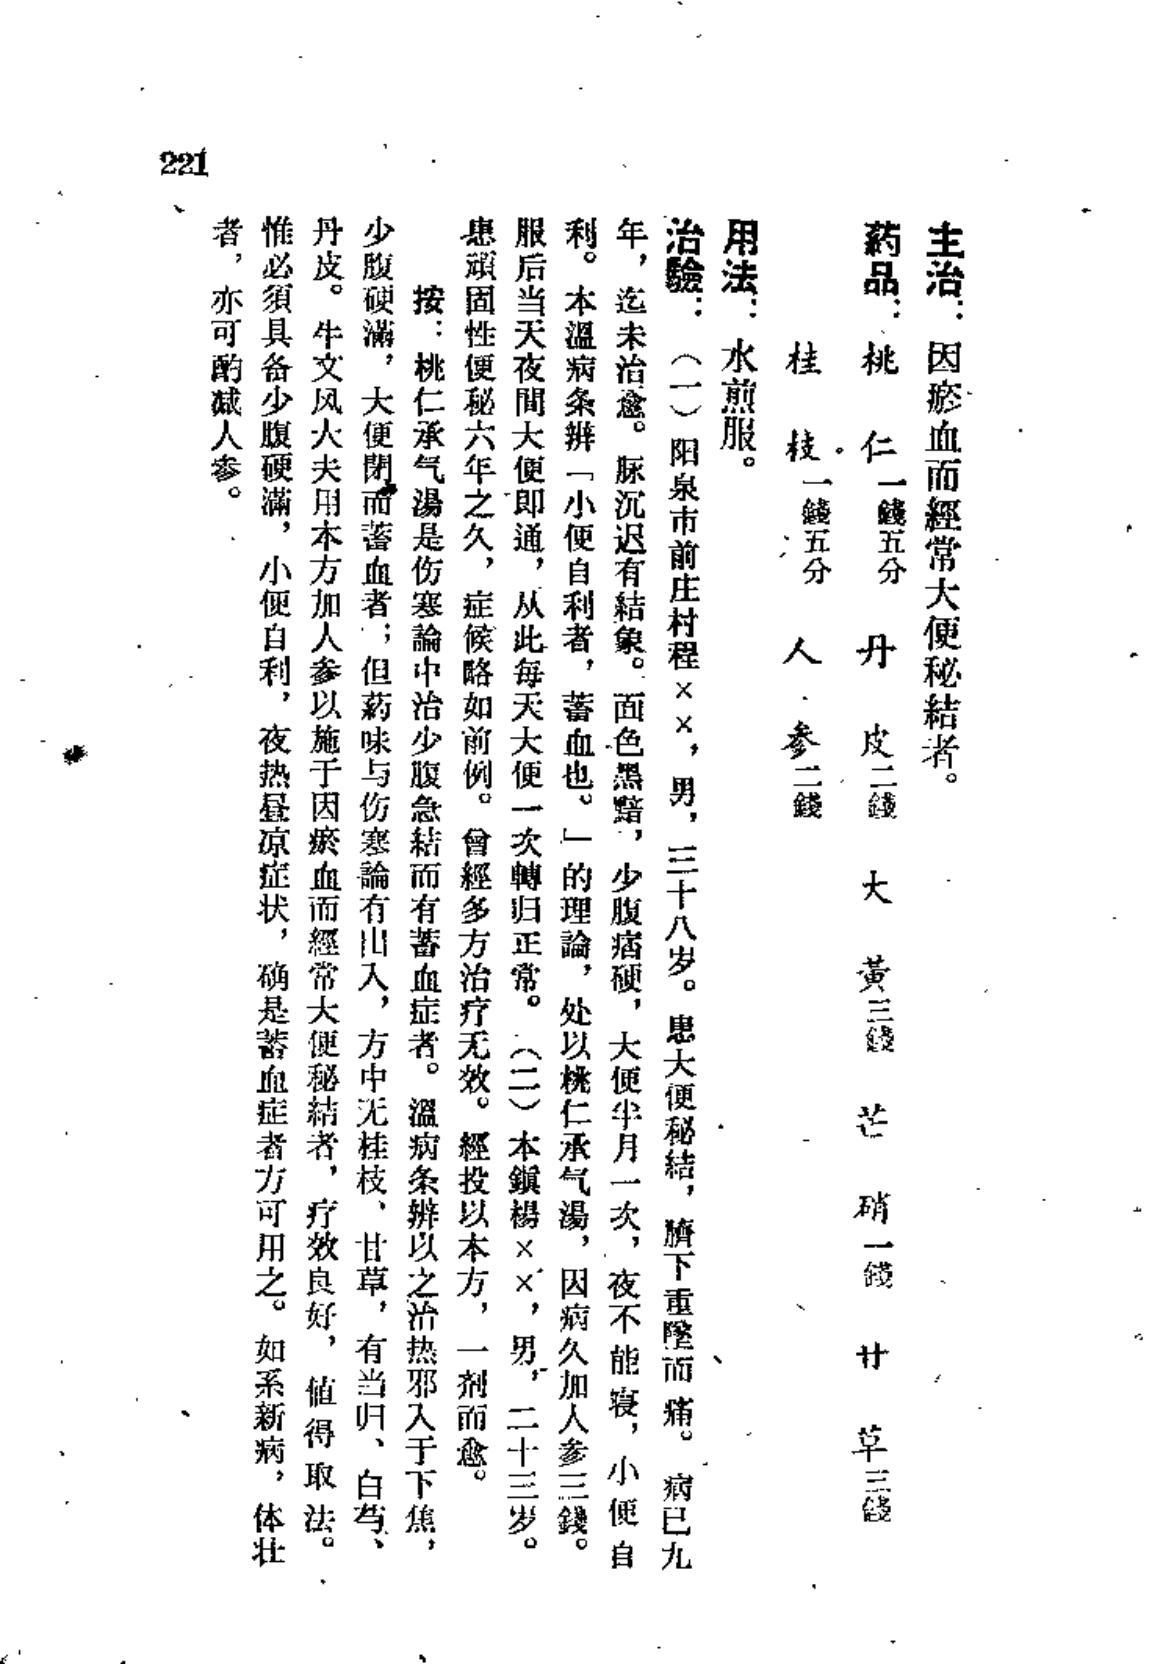 主治：因瘀血而經常大便秘結者。
葯品：桃仁一錢五分　丹皮二錢　大黃三錢　芒硝一錢　甘草三錢
桂枝一錢五分　人参二錢
用法：水煎服。
治驗：（一）阳泉市前庄村程××，男，三十八岁。患大便秘結，臍下重墜而痛。病已九
年，迄未治愈。脉沉迟有結象。面色黑黯，少腹痞硬，大便半月一次，夜不能寝，小便自
利。本溫病条辨「小便自利者，蓄血也。」的理論，处以桃仁承气湯，因病久加人参三錢。
服后当天夜間大便即通，从此每天大便一次轉归正常。（二）本鎭楊××，男，二十三岁。
患頑固性便秘六年之久，症候略如前例。曾經多方治疗无效。經投以本方，一剂而愈。
按：桃仁承气湯是伤寒論中治少腹急結而有蓄血症者。溫病条辨以之治热邪入于下焦，
少腹硬滿，大便閉而蓄血者；但葯味与伤寒論有出入，方中无桂枝、甘草，有当归、白芍、
丹皮。牛文风大夫用本方加人参以施于因瘀血而經常大便秘結者，疗效良好，値得取法。
惟必須具备少腹硬滿，小便自利，夜热昼凉症状，确是蓄血症者方可用之。如系新病，体壮
者，亦可酌减人参。
221